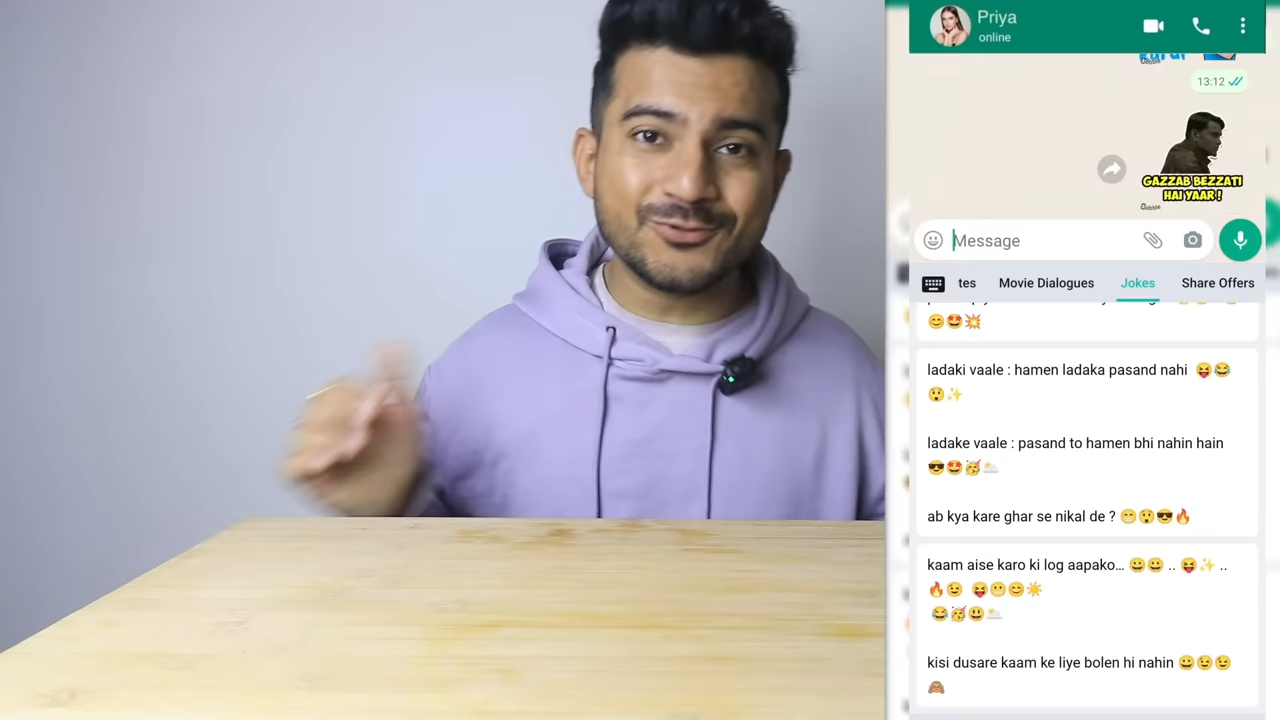 Priya
online
13:12
GAZZAB BEZZATI
HAI YAAR !
Bobble
Message
tes Movie Dialogues Jokes Share Offers
😊🤩💥
ladaki vaale : hamen ladaka pasand nahi 😝😂
😲✨
ladake vaale : pasand to hamen bhi nahin hain
😎🤩🥳🌥️
ab kya kare ghar se nikal de ? 😁😲😎🔥
kaam aise karo ki log aapako… 😀😀 .. 😝✨ ..
🔥😉 😝😬😊☀️
😂🥳😃🌥️
kisi dusare kaam ke liye bolen hi nahin 😀😉😉
🙈